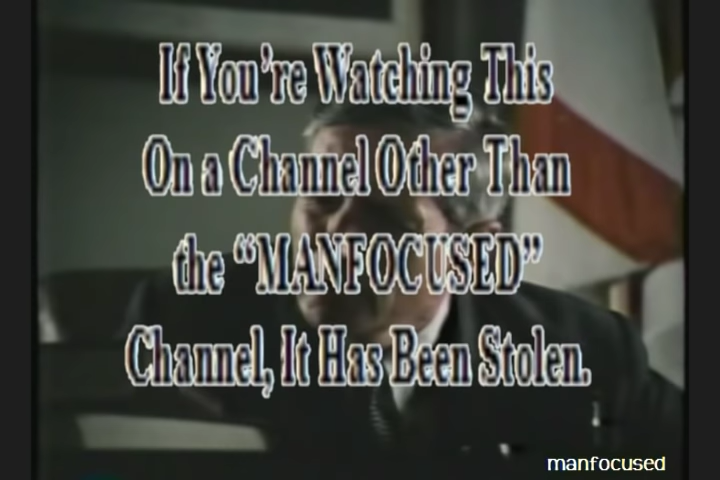 If You’re Watching This
On a Channel Other Than
the “MANFOCUSED”
Channel, It Has Been Stolen.
manfocused